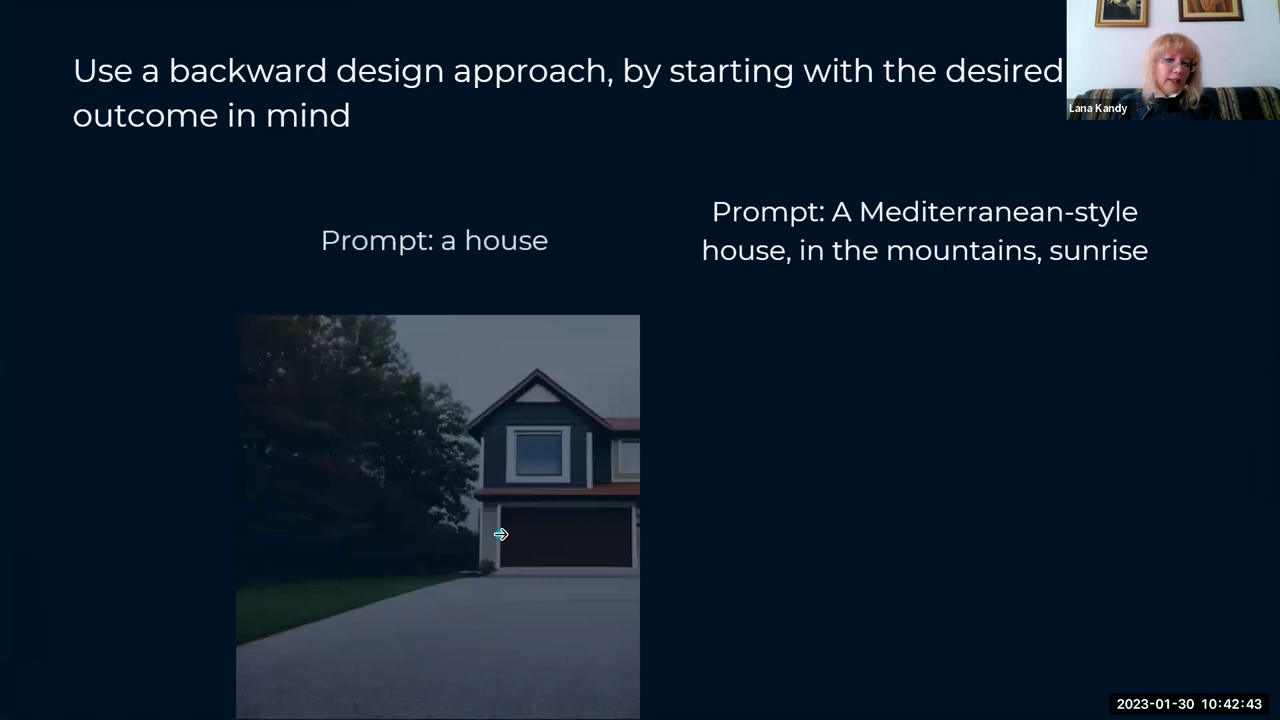 Use a backward design approach, by starting with the desired
outcome in mind
Lana Kandy
Prompt: a house
Prompt: A Mediterranean-style
house, in the mountains, sunrise
2023-01-30 10:42:43